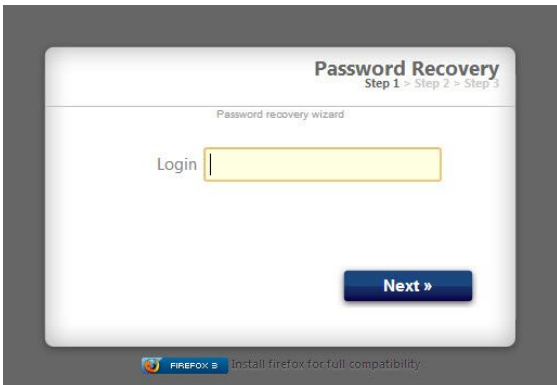 Password Recovery
Step 1 > Step 2 > Step 3
Password recovery wizard
Login
Next »
FIREFOX 3 Install firefox for full compatibility